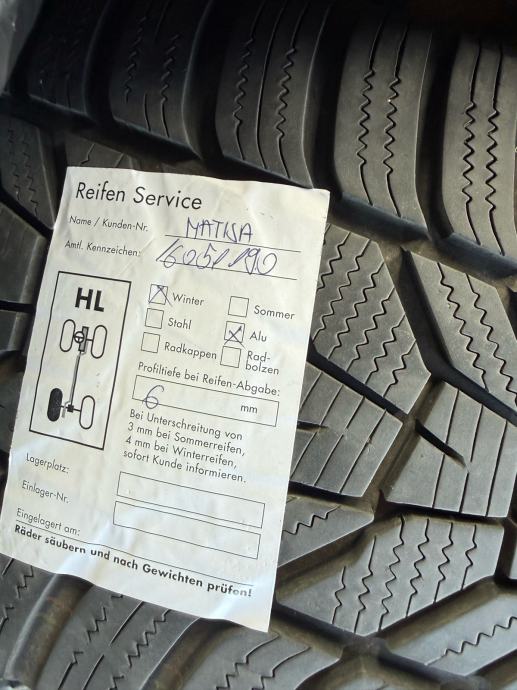 Reifen Service
Name / Kunden-Nr.
Amtl. Kennzeichen:
HL
Winter
Sommer
Stahl
Alu
Radkappen
Rad-
bolzen
Profiltiefe bei Reifen-Abgabe:
6 mm
Bei Unterschreitung von
3 mm bei Sommerreifen,
4 mm bei Winterreifen,
sofort Kunde informieren.
Lagerplatz:
Einlager-Nr.
Eingelagert am:
Räder säubern und nach Gewichten prüfen!